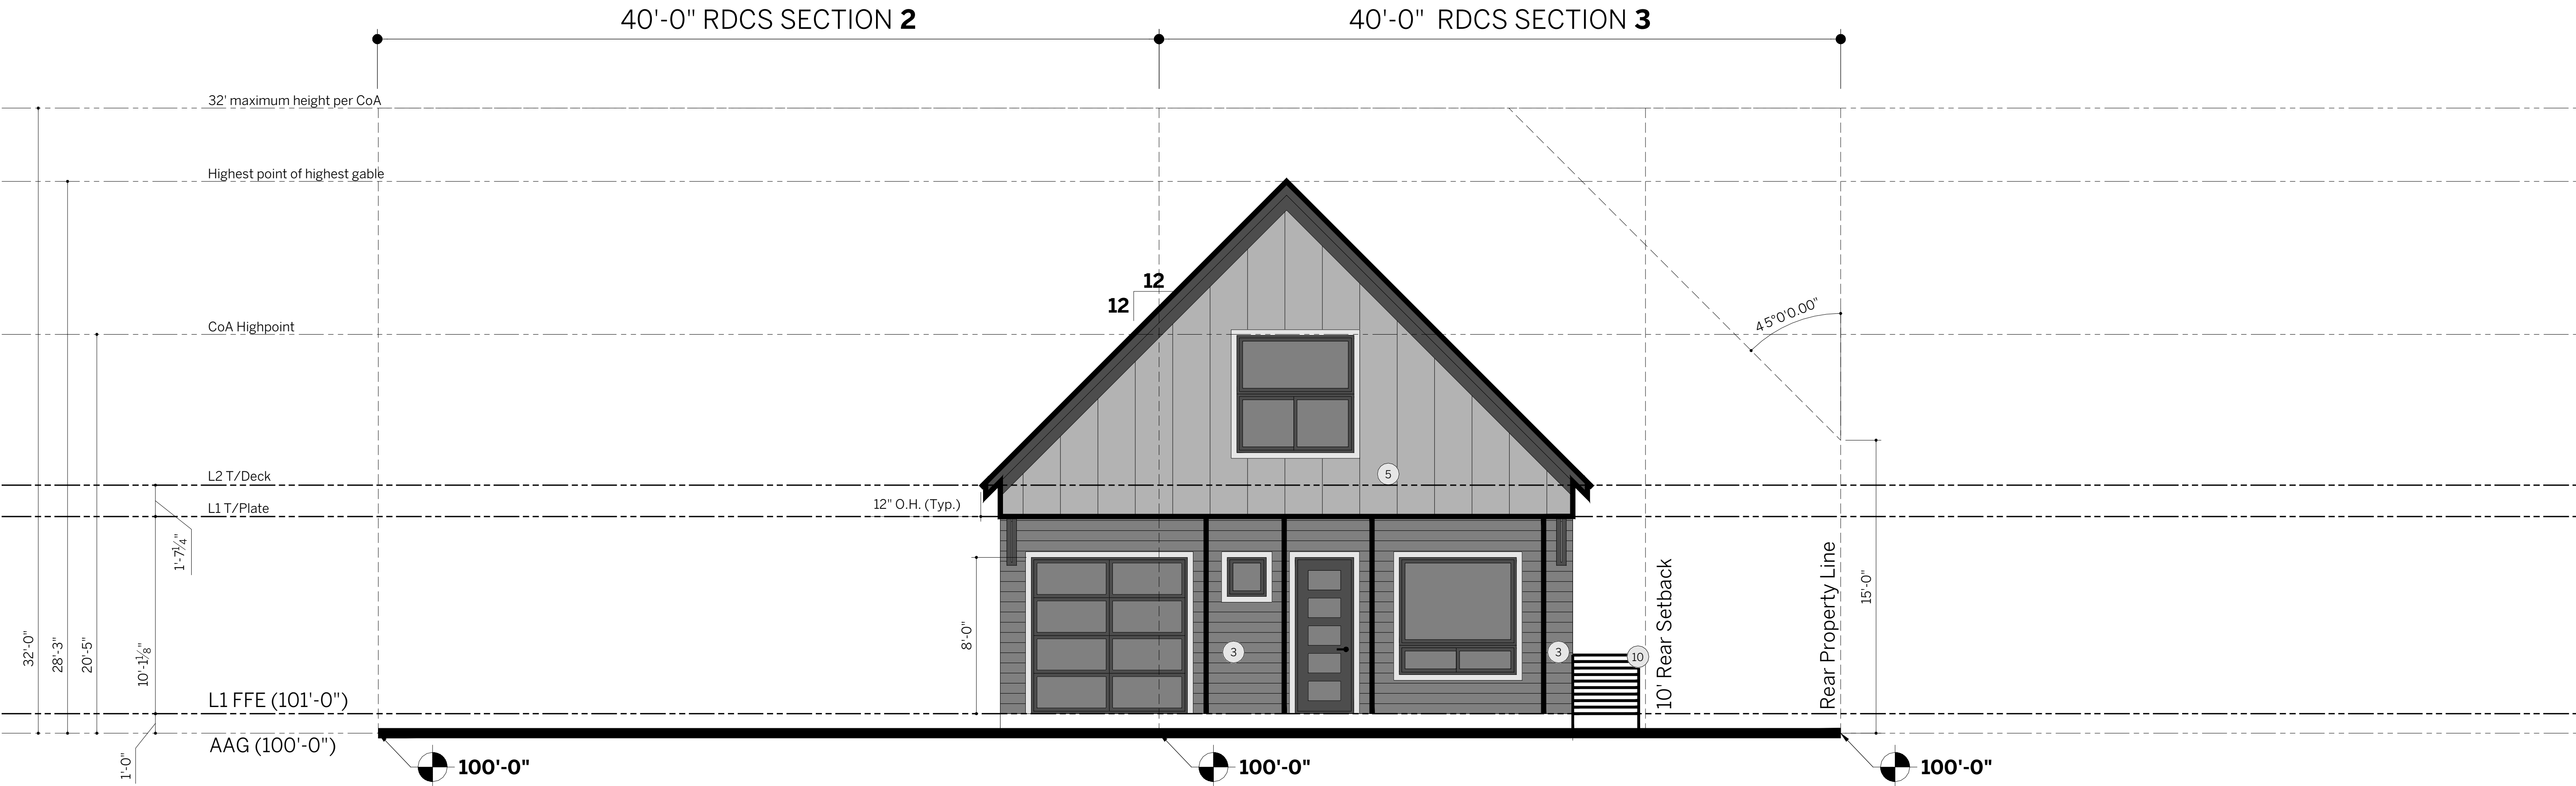 40'-0" RDCS SECTION 2
40'-0" RDCS SECTION 3
32' maximum height per CoA
Highest point of highest gable
12
12
CoA Highpoint
45°0'0.00"
L2 T/Deck
5
12" O.H. (Typ.)
L1 T/Plate
1'-7¼"
32'-0"
28'-3"
20'-5"
10'-1⅛"
8'-0"
3
3
10
10' Rear Setback
Rear Property Line
15'-0"
L1 FFE (101'-0")
AAG (100'-0")
1'-0"
100'-0"
100'-0"
100'-0"